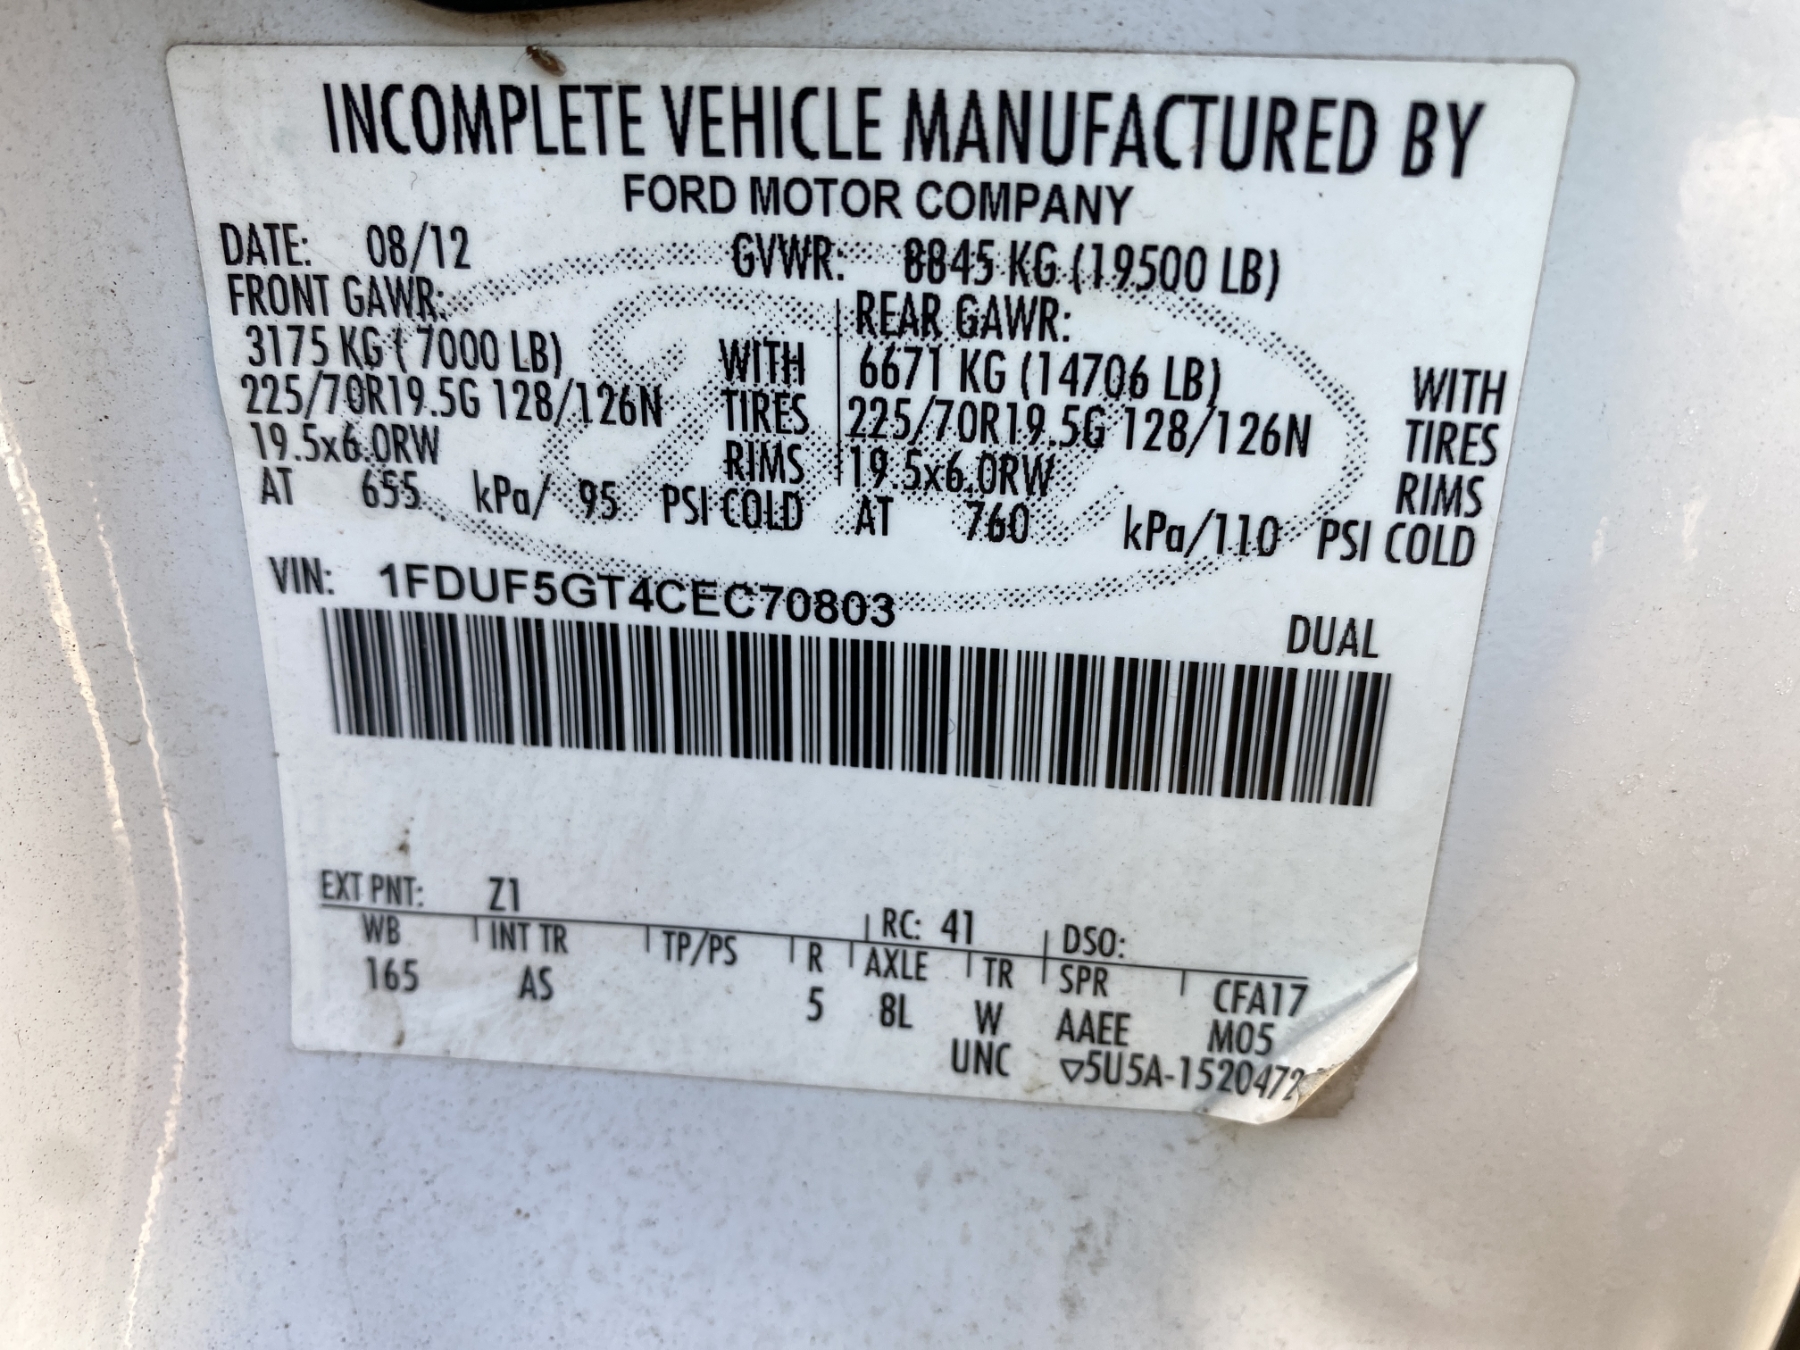 INCOMPLETE VEHICLE MANUFACTURED BY
FORD MOTOR COMPANY
DATE: 08/12 GVWR: 8845 KG (19500 LB)
FRONT GAWR: REAR GAWR:
3175 KG ( 7000 LB) WITH 6671 KG (14706 LB) WITH
225/70R19.5G 128/126N TIRES 225/70R19.5G 128/126N TIRES
19.5x6.0RW RIMS 19.5x6.0RW RIMS
AT 655 kPa/ 95 PSI COLD AT 760 kPa/110 PSI COLD
VIN: 1FDUF5GT4CEC70803
DUAL
EXT PNT: Z1 RC: 41 DSO:
WB INT TR TP/PS R AXLE TR SPR CFA17
165 AS 5 8L W AAEE M05
UNC ▽5U5A-1520472